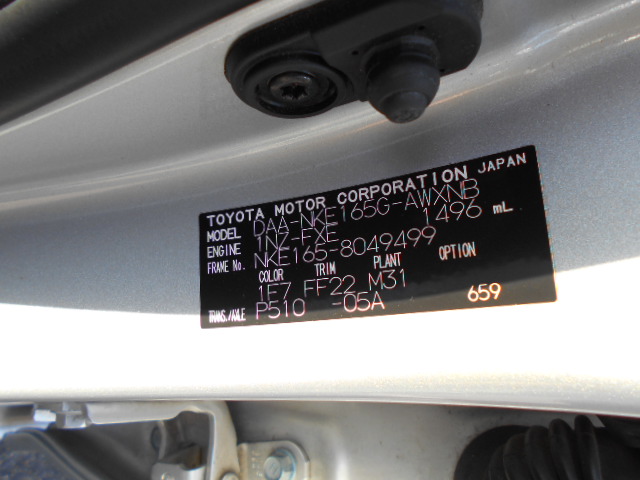 TOYOTA MOTOR CORPORATION JAPAN
MODEL DAA-NKE165G-AWXNB
ENGINE 1NZ-FXE 1496 mL
FRAME No. NKE165-8049499
COLOR TRIM PLANT OPTION
1E7 FF22 M31
TRANS./AXLE P510 -05A 659